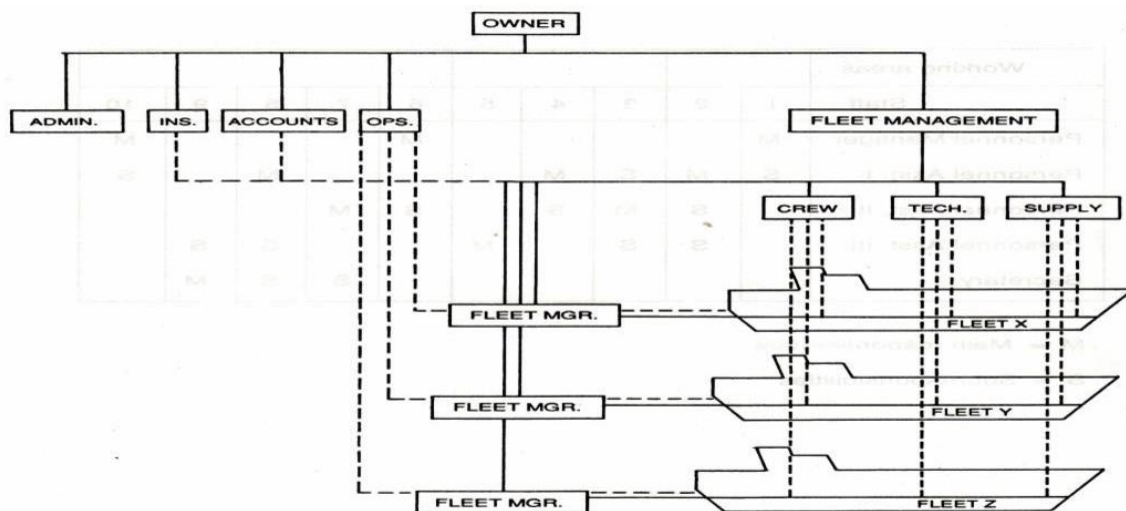 OWNER
ADMIN.
INS.
ACCOUNTS
OPS.
FLEET MANAGEMENT
CREW
TECH.
SUPPLY
FLEET MGR.
FLEET X
FLEET MGR.
FLEET Y
FLEET MGR.
FLEET Z